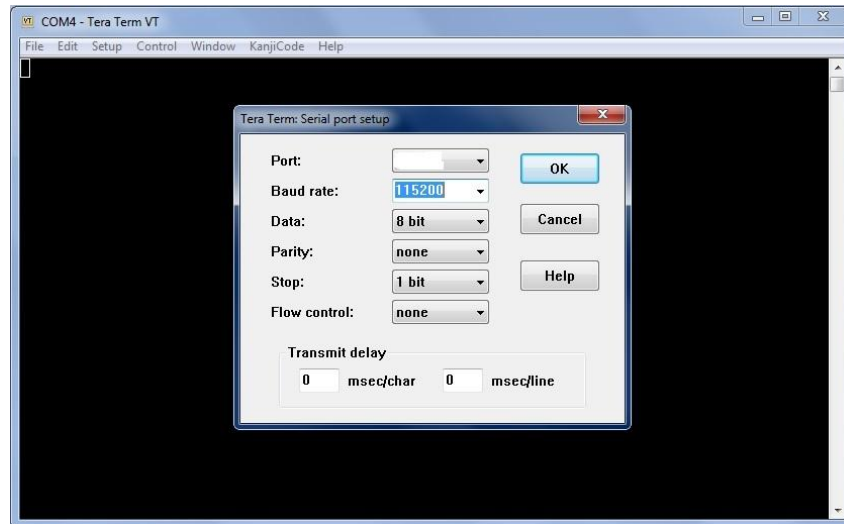 COM4 - Tera Term VT
File Edit Setup Control Window KanjiCode Help
Tera Term: Serial port setup
Port:
OK
Baud rate: 115200
Data: 8 bit
Cancel
Parity: none
Stop: 1 bit
Help
Flow control: none
Transmit delay
0 msec/char 0 msec/line